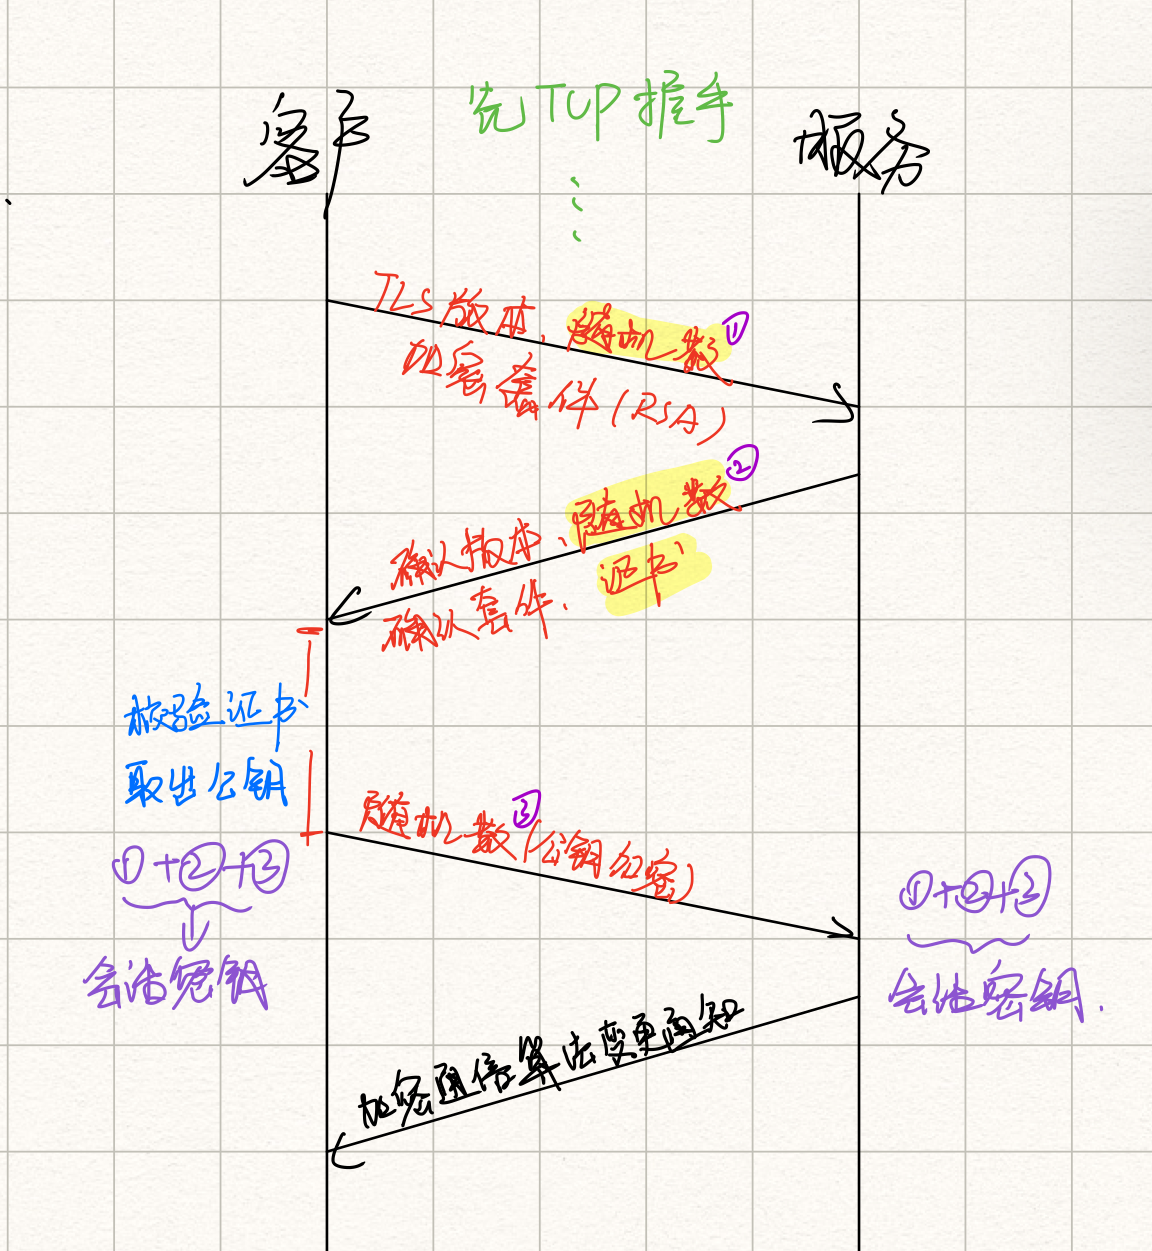 先TCP握手
客户
服务
TLS版本、随机数①
加密套件(RSA)
确认版本、随机数②
确认套件、证书、
校验证书
取出公钥
随机数③(公钥加密)
①+②+③
会话密钥
①+②+③
会话密钥.
加密通信算法变更通知